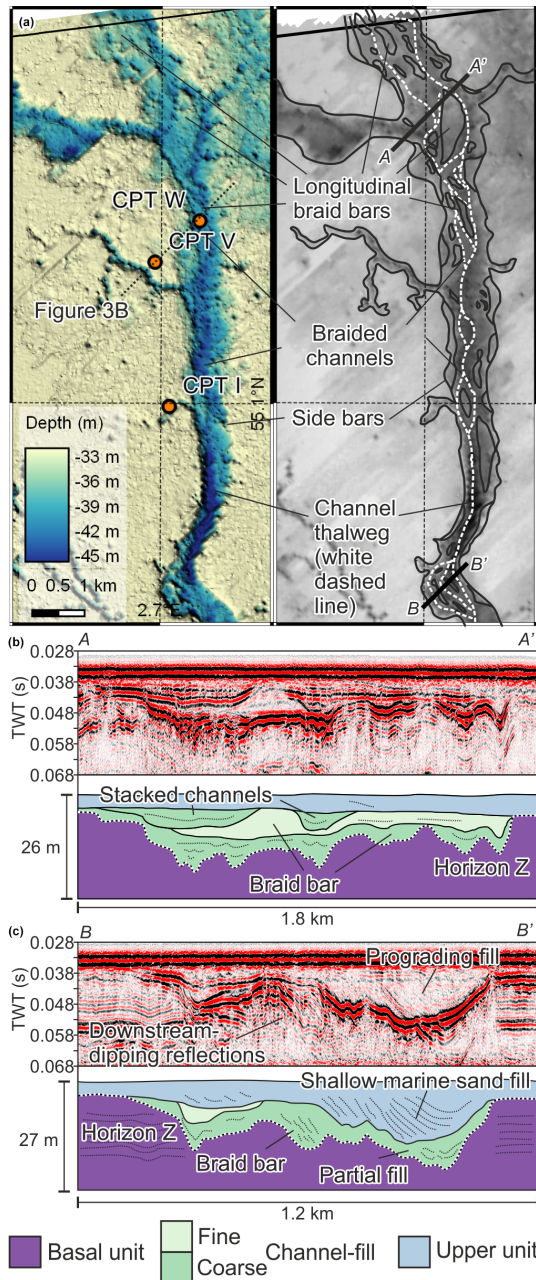 (a)
A'
A
CPT W
Longitudinal
braid bars
CPT V
Figure 3B
Braided
channels
CPT I
55.1°N
Side bars
Depth (m)
-33 m
-36 m
-39 m
-42 m
-45 m
Channel
thalweg
(white
dashed
line)
0 0.5 1 km
2.7°E
B'
B
(b)
A
A'
0.028
0.038
0.048
0.058
0.068
TWT (s)
Stacked channels
26 m
Braid bar
Horizon Z
1.8 km
(c)
B
B'
0.028
0.038
0.048
0.058
0.068
TWT (s)
Prograding fill
Downstream-
dipping reflections
Shallow marine sand fill
27 m
Horizon Z
Braid bar
Partial fill
1.2 km
Basal unit
Fine
Coarse
Channel-fill
Upper unit